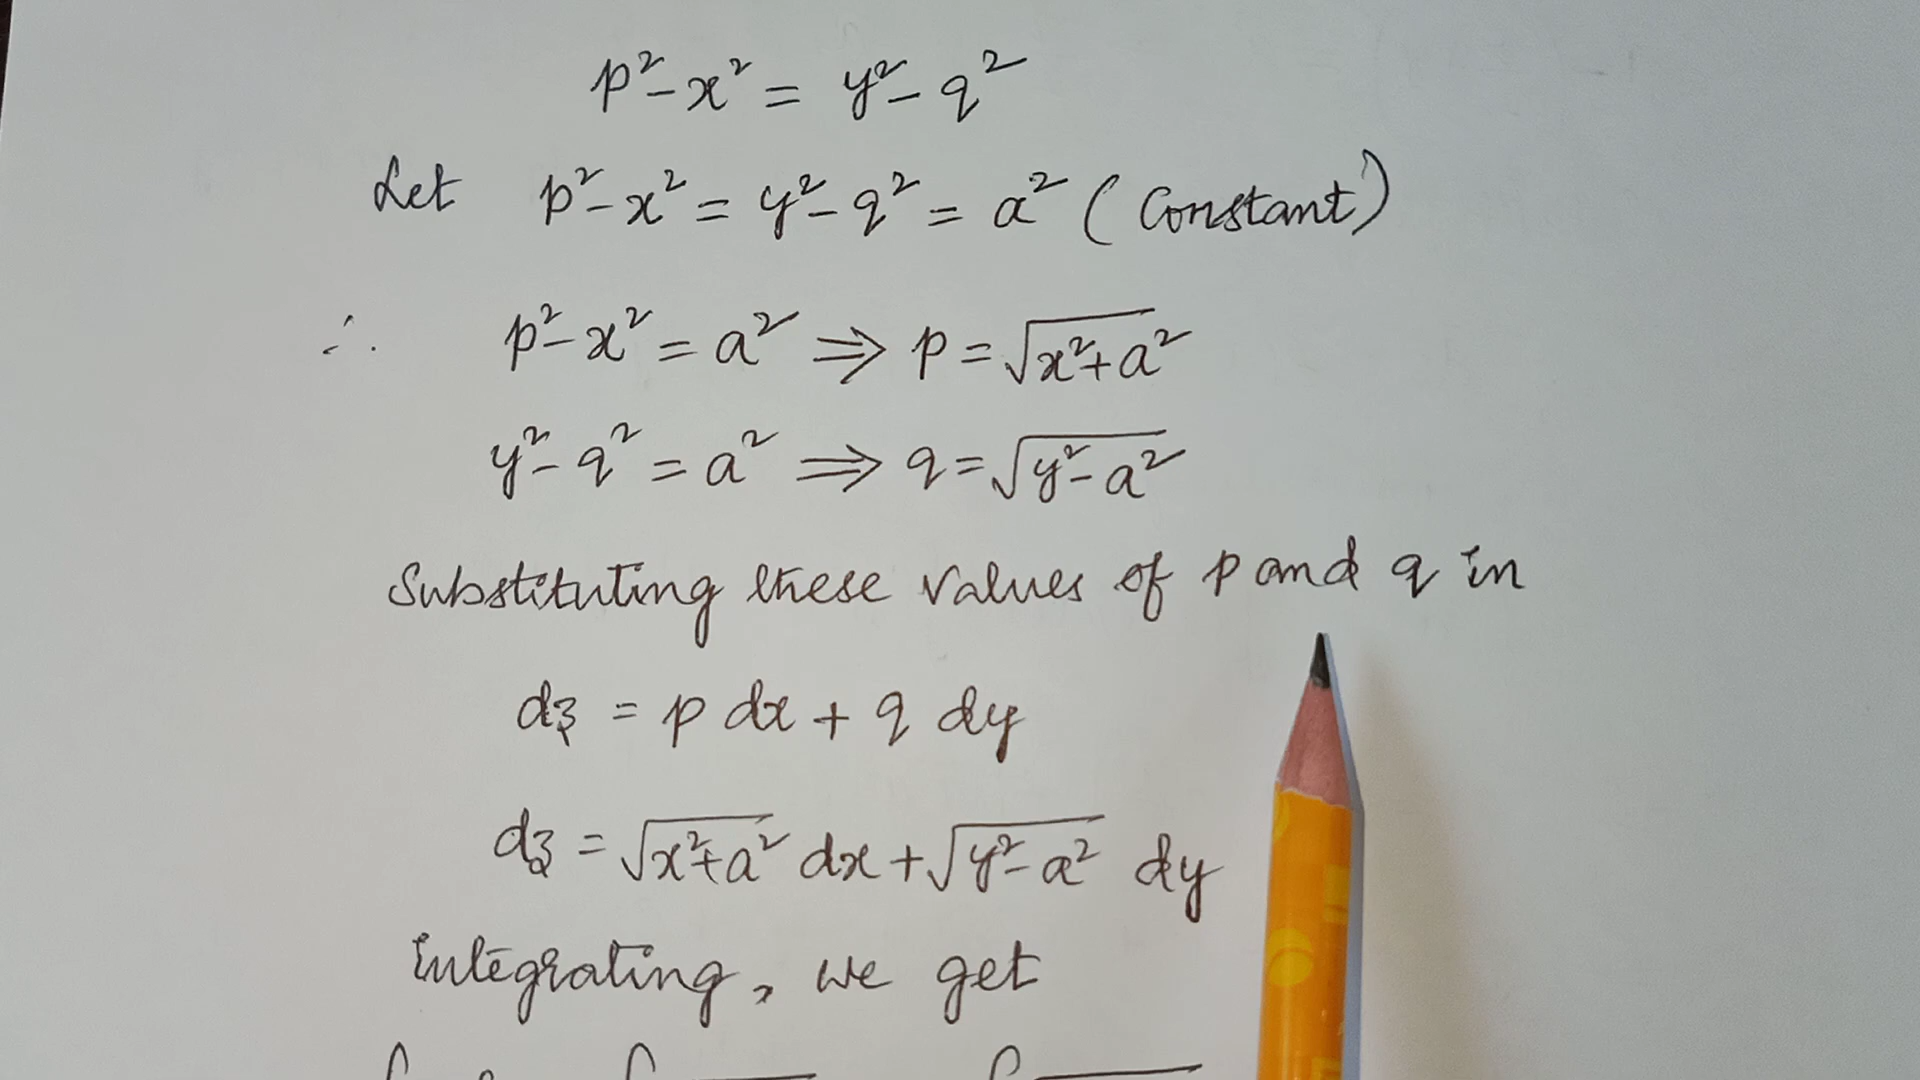 p² - x² = y² - q²
Let p² - x² = y² - q² = a² (Constant)
∴ p² - x² = a² ⇒ p = √x² + a²
y² - q² = a² ⇒ q = √y² - a²
Substituting these values of p and q in
dz = p dx + q dy
dz = √x² + a² dx + √y² - a² dy
integrating, we get